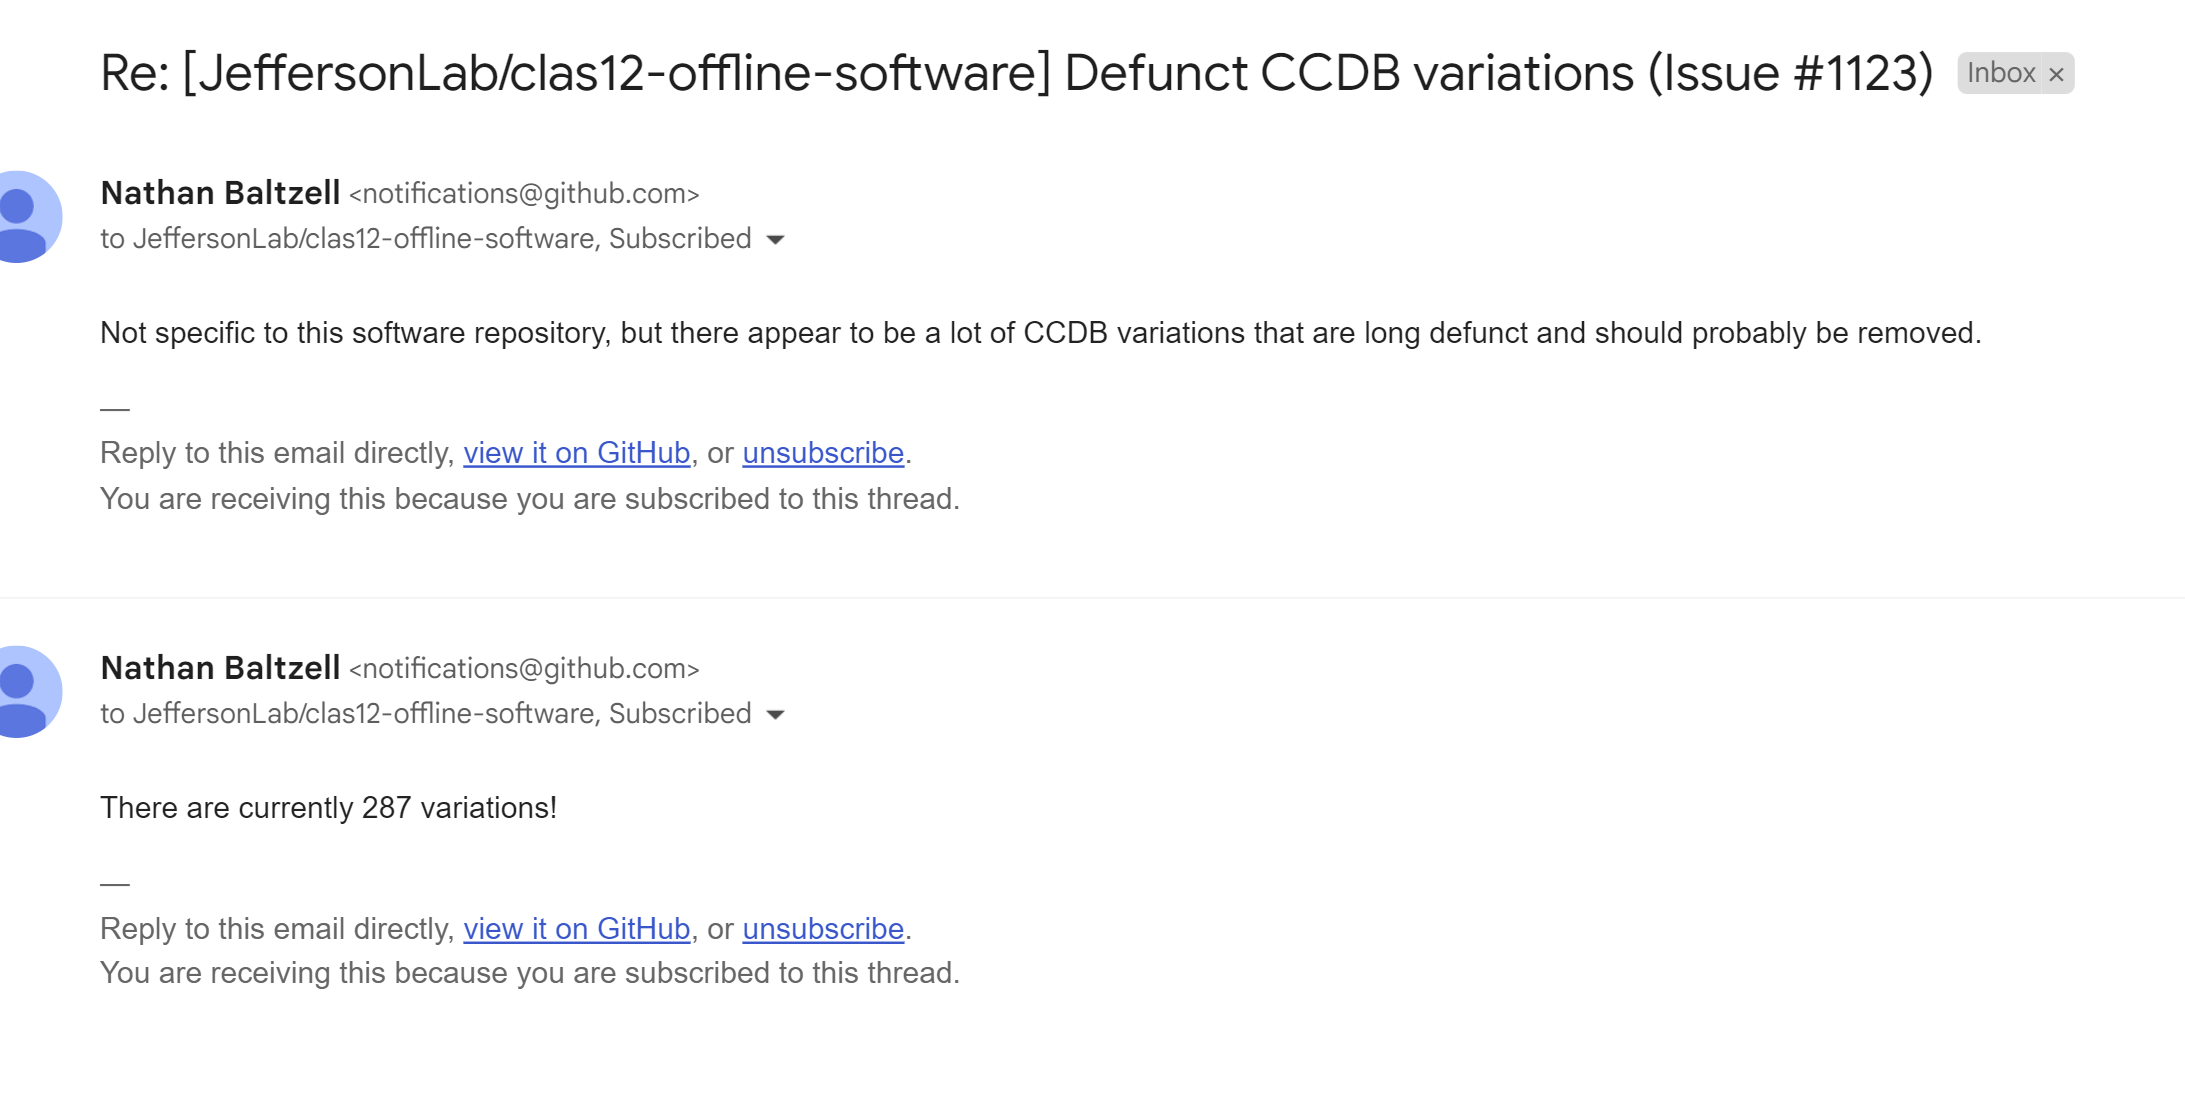 Re: [JeffersonLab/clas12-offline-software] Defunct CCDB variations (Issue #1123) Inbox ×
Nathan Baltzell <notifications@github.com>
to JeffersonLab/clas12-offline-software, Subscribed
Not specific to this software repository, but there appear to be a lot of CCDB variations that are long defunct and should probably be removed.
—
Reply to this email directly, view it on GitHub, or unsubscribe.
You are receiving this because you are subscribed to this thread.
Nathan Baltzell <notifications@github.com>
to JeffersonLab/clas12-offline-software, Subscribed
There are currently 287 variations!
—
Reply to this email directly, view it on GitHub, or unsubscribe.
You are receiving this because you are subscribed to this thread.